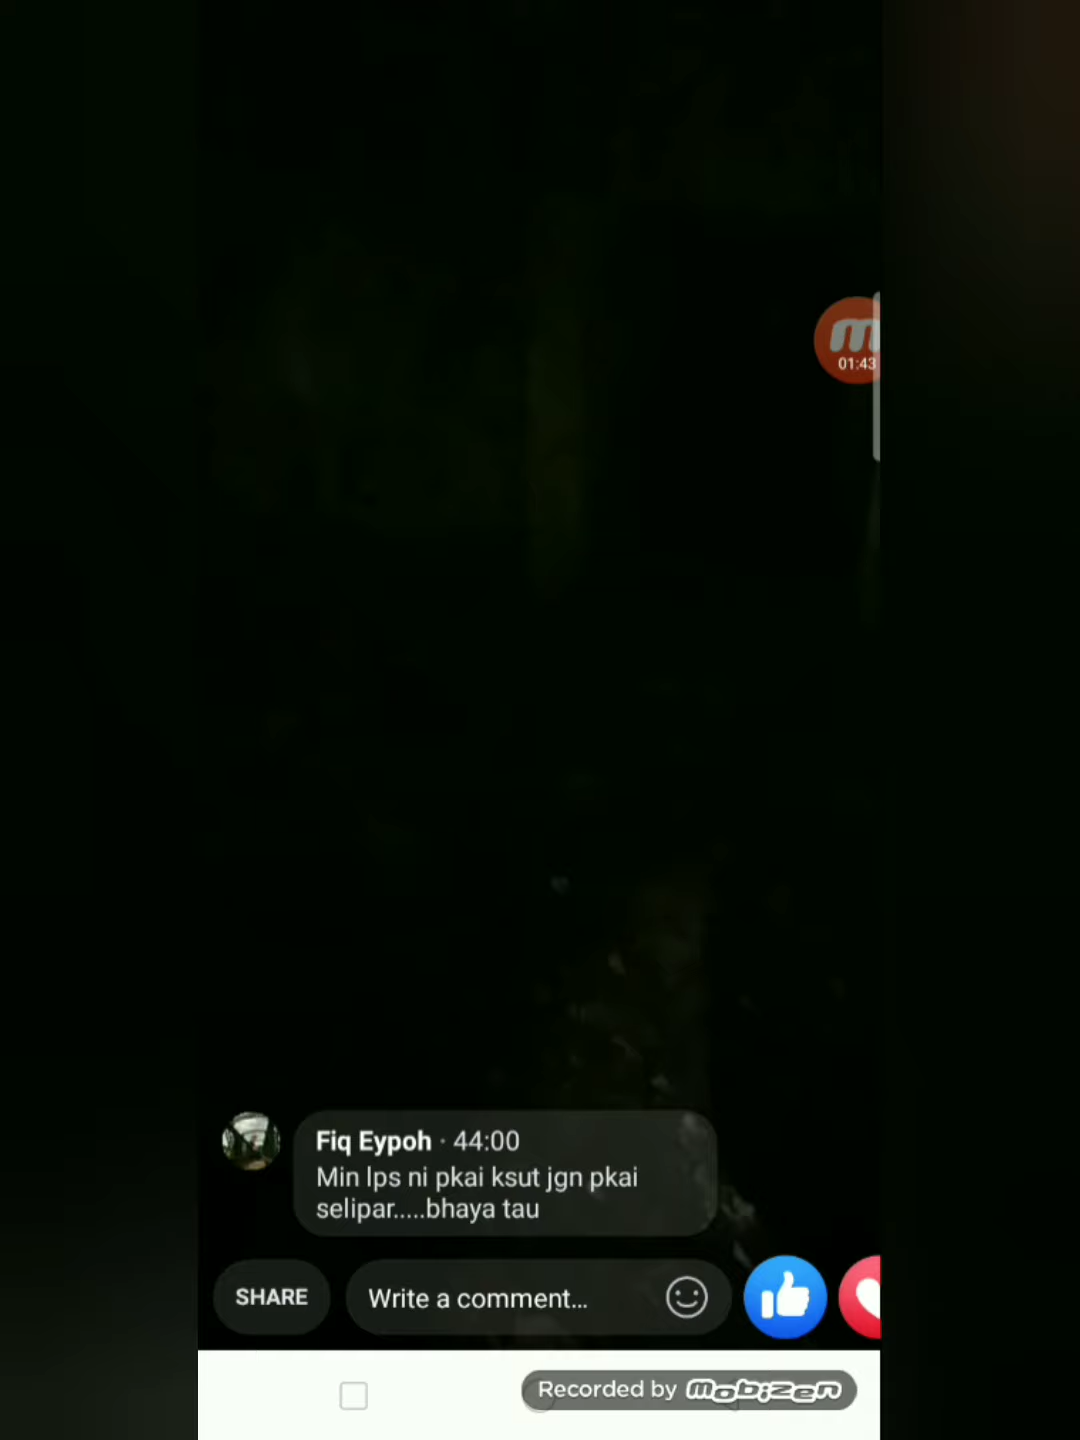 m
01:43
Fiq Eypoh · 44:00
Min lps ni pkai ksut jgn pkai
selipar.....bhaya tau
SHARE
Write a comment...
Recorded by mobizen